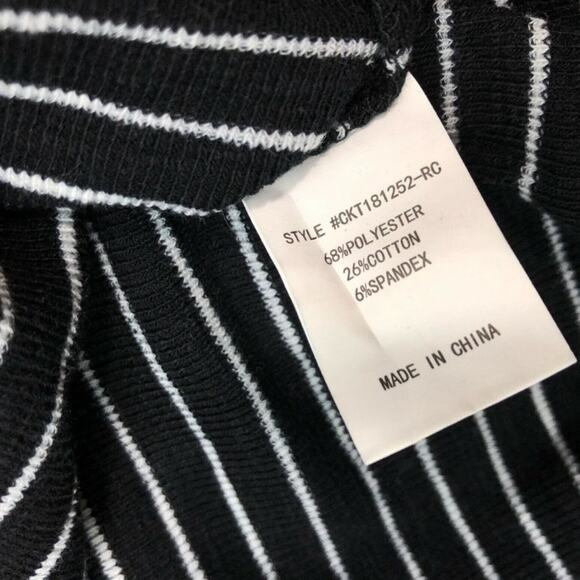 STYLE #CKT181252-RC
68%POLYESTER
26%COTTON
6%SPANDEX
MADE IN CHINA